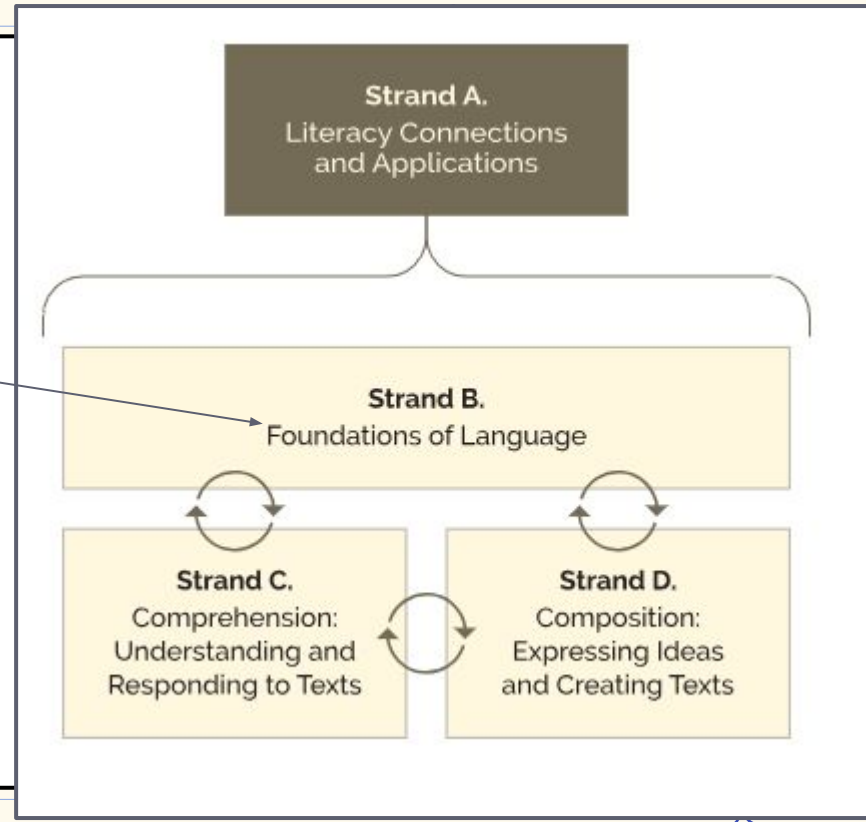 Strand A.
Literacy Connections
and Applications
Strand B.
Foundations of Language
Strand C.
Comprehension:
Understanding and
Responding to Texts
Strand D.
Composition:
Expressing Ideas
and Creating Texts